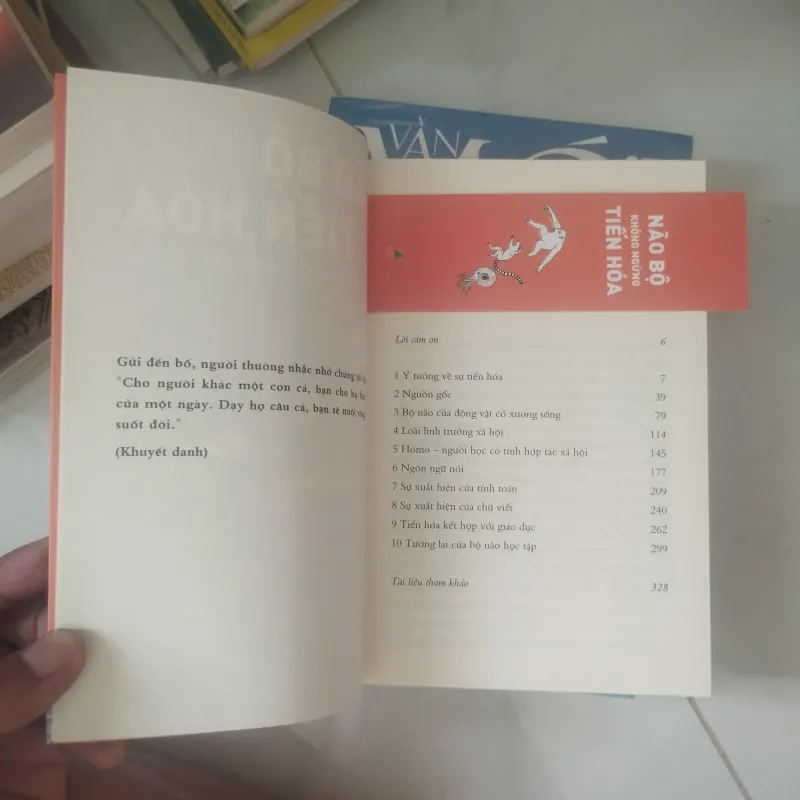 VẪN
NÃO BỘ
KHÔNG NGỪNG
TIẾN HÓA
Gửi đến bố, người thường nhắc nhở chúng
"Cho người khác một con cá, bạn cho họ
của một ngày. Dạy họ câu cá, bạn sẽ nuôi
suốt đời."
(Khuyết danh)
Lời cảm ơn 6
1 Ý tưởng về sự tiến hóa 7
2 Nguồn gốc 39
3 Bộ não của động vật có xương sống 79
4 Loài linh trưởng xã hội 114
5 Homo – người học có tính hợp tác xã hội 145
6 Ngôn ngữ nói 177
7 Sự xuất hiện của tính toán 209
8 Sự xuất hiện của chữ viết 240
9 Tiến hóa kết hợp với giáo dục 262
10 Tương lai của bộ não học tập 299
Tài liệu tham khảo 328